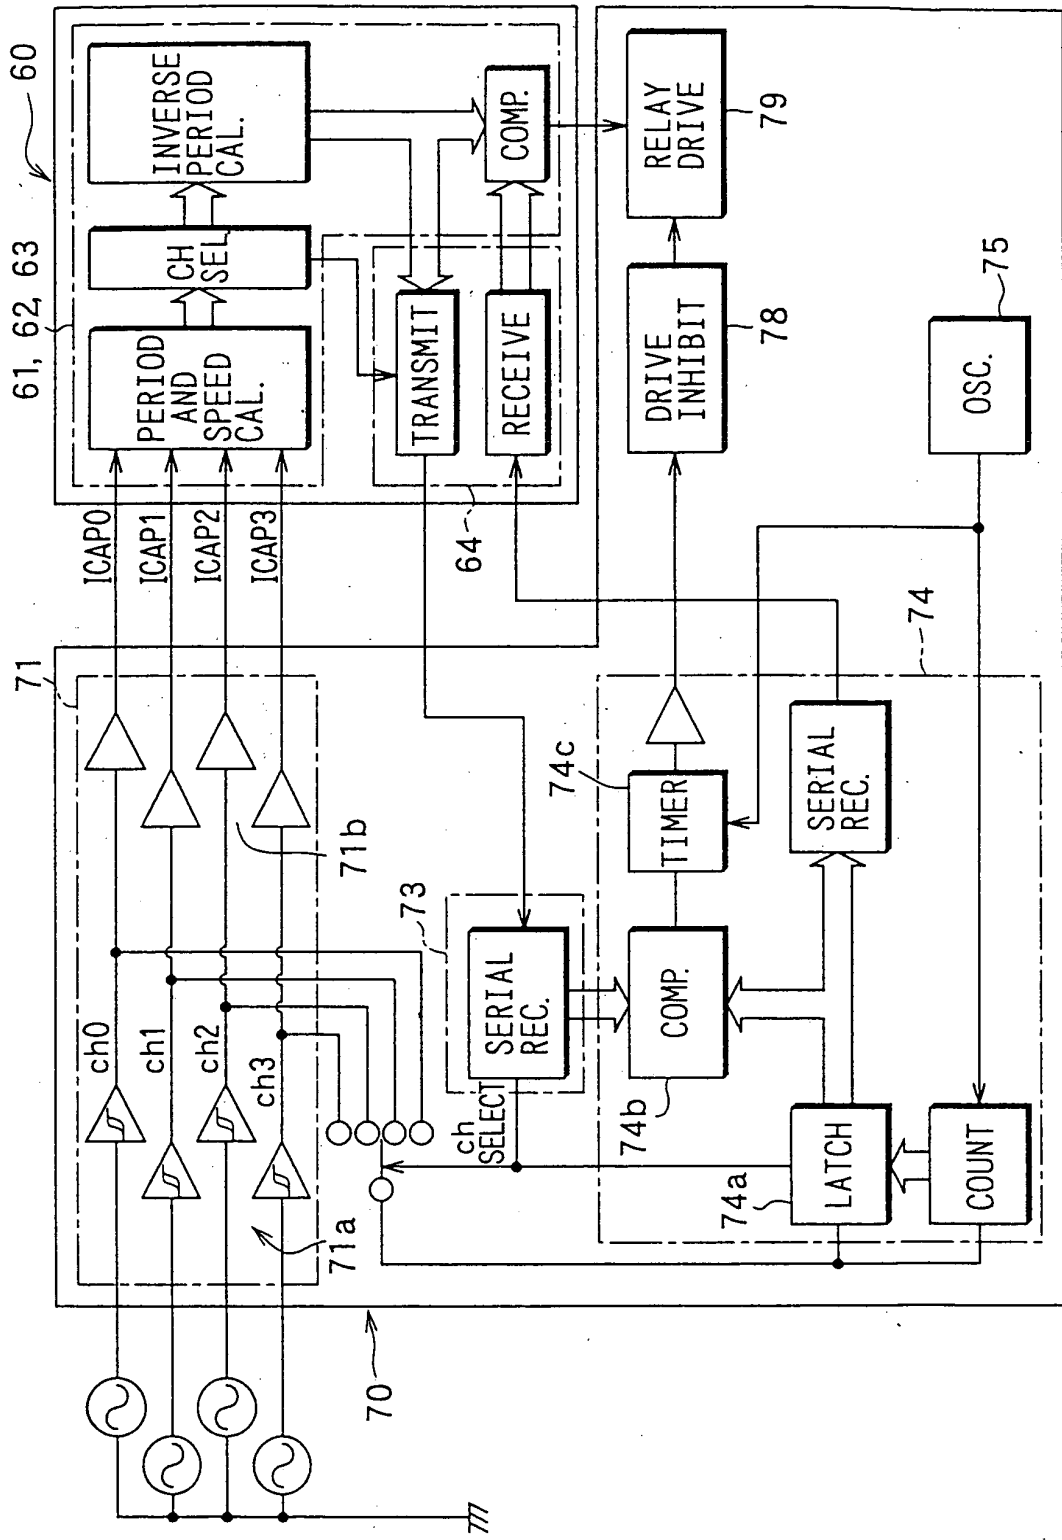 60
61, 62, 63
PERIOD
AND
SPEED
CAL.
CH
SEL.
INVERSE
PERIOD
CAL.
TRANSMIT
RECEIVE
COMP.
64
ICAP0
ICAP1
ICAP2
ICAP3
71
ch0
ch1
ch2
ch3
71a
71b
70
ch
SELECT
73
SERIAL
REC.
74
74a
LATCH
COUNT
74b
COMP.
74c
TIMER
SERIAL
REC.
DRIVE
INHIBIT
78
RELAY
DRIVE
79
OSC.
75